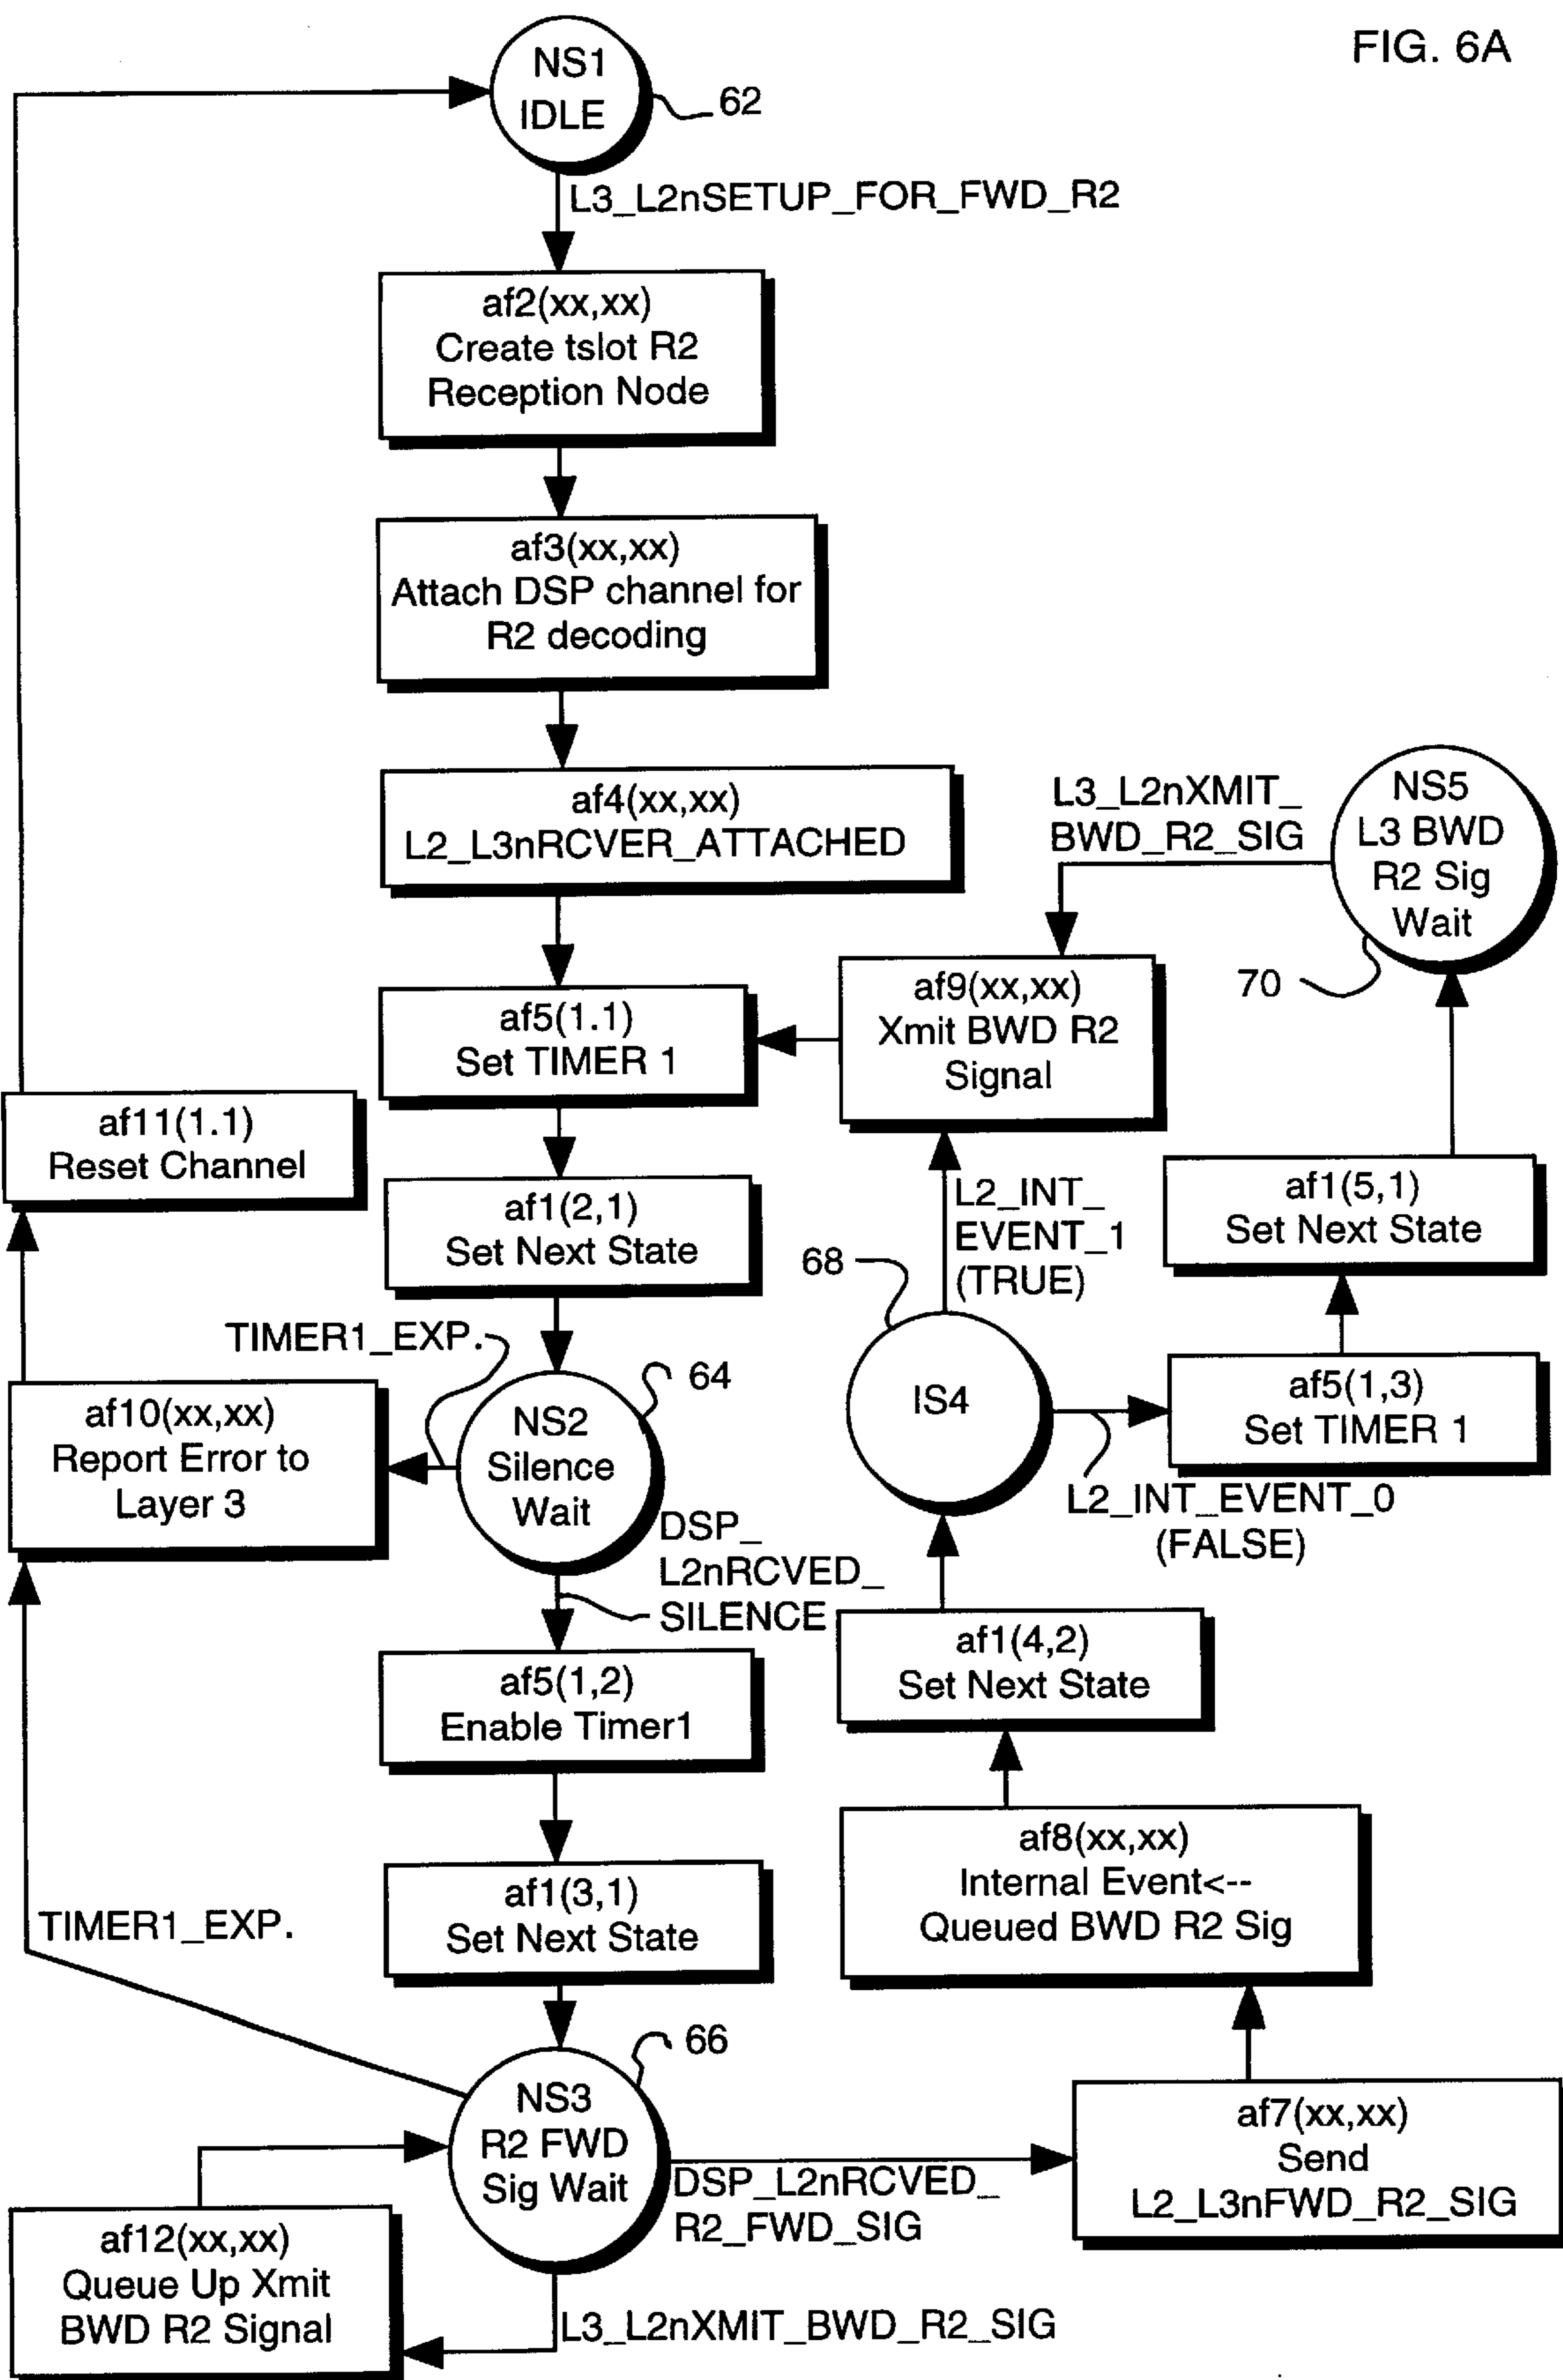 FIG. 6A
NS1
IDLE
62
L3_L2nSETUP_FOR_FWD_R2
af2(xx,xx)
Create tslot R2
Reception Node
af3(xx,xx)
Attach DSP channel for
R2 decoding
af4(xx,xx)
L2_L3nRCVER_ATTACHED
L3_L2nXMIT_
BWD_R2_SIG
NS5
L3 BWD
R2 Sig
Wait
70
af5(1.1)
Set TIMER 1
af9(xx,xx)
Xmit BWD R2
Signal
af11(1.1)
Reset Channel
af1(2,1)
Set Next State
L2_INT_
EVENT_1
(TRUE)
af1(5,1)
Set Next State
68
TIMER1_EXP.
64
af10(xx,xx)
Report Error to
Layer 3
NS2
Silence
Wait
IS4
af5(1,3)
Set TIMER 1
L2_INT_EVENT_0
(FALSE)
DSP_
L2nRCVED_
SILENCE
af1(4,2)
Set Next State
af5(1,2)
Enable Timer1
af8(xx,xx)
Internal Event<--
Queued BWD R2 Sig
af1(3,1)
Set Next State
TIMER1_EXP.
66
NS3
R2 FWD
Sig Wait
DSP_L2nRCVED_
R2_FWD_SIG
af7(xx,xx)
Send
L2_L3nFWD_R2_SIG
af12(xx,xx)
Queue Up Xmit
BWD R2 Signal
L3_L2nXMIT_BWD_R2_SIG